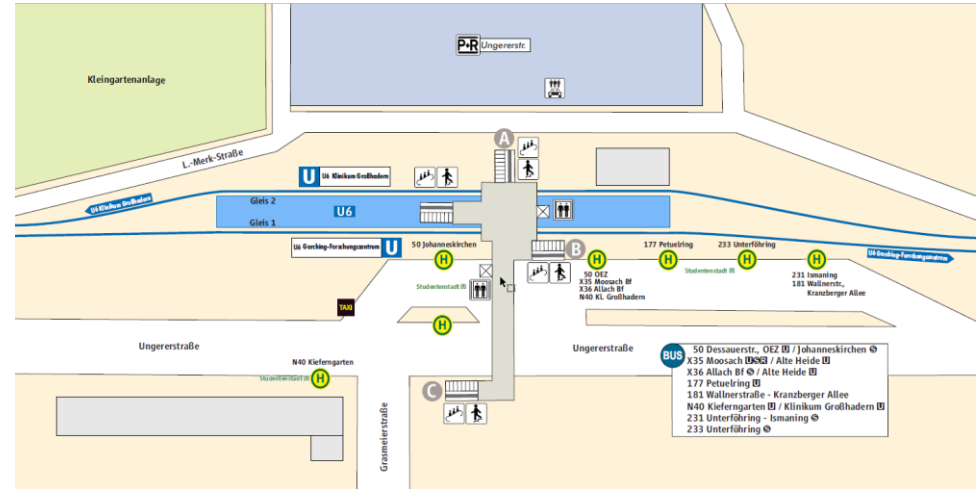 P+R Ungererstr.
Kleingartenanlage
A
L.-Merk-Straße
U U6 Klinikum Großhadern
U6 Klinikum Großhadern
Gleis 2
U6
Gleis 1
U6 Garching-Forschungszentrum U
50 Johanneskirchen
B
177 Petuelring
233 Unterföhring
U6 Garching-Forschungszentrum
H
H
H
H
H
Studentenstadt U
50 OEZ
X35 Moosach Bf
X36 Allach Bf
N40 KL Großhadern
231 Ismaning
181 Wallnerstr.,
Kranzberger Allee
Studentenstadt U
TAXI
H
Ungererstraße
Ungererstraße
N40 Kieferngarten
Studentenstadt U
H
BUS
50 Dessauerstr., OEZ U / Johanneskirchen S
X35 Moosach U S R / Alte Heide U
X36 Allach Bf S / Alte Heide U
177 Petuelring U
181 Wallnerstraße - Kranzberger Allee
N40 Kieferngarten U / Klinikum Großhadern U
231 Unterföhring - Ismaning S
233 Unterföhring S
C
Grasmeierstraße